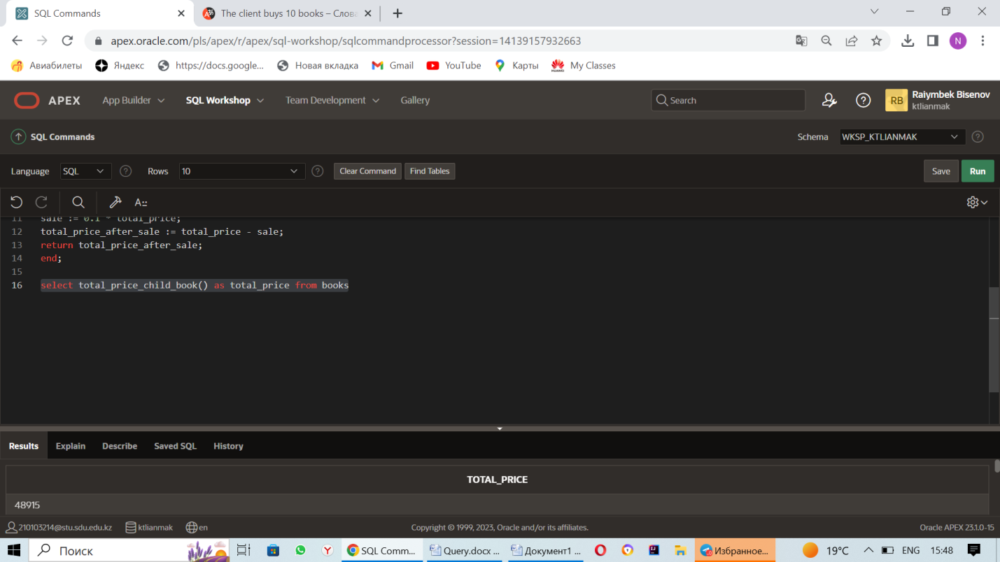 SQL Commands
The client buys 10 books – Слова
apex.oracle.com/pls/apex/r/apex/sql-workshop/sqlcommandprocessor?session=14139157932663
N
Авиабилеты Яндекс https://docs.google... Новая вкладка Gmail YouTube Карты My Classes
APEX App Builder SQL Workshop Team Development Gallery Search RB Raiymbek Bisenov
ktlianmak
SQL Commands Schema WKSP_KTLIANMAK
Language SQL Rows 10 Clear Command Find Tables Save Run
11 sale := 0.1 * total_price;
12 total_price_after_sale := total_price - sale;
13 return total_price_after_sale;
14 end;
15
16 select total_price_child_book() as total_price from books
Results Explain Describe Saved SQL History
TOTAL_PRICE
48915
210103214@stu.sdu.edu.kz ktlianmak en Copyright © 1999, 2023, Oracle and/or its affiliates. Oracle APEX 23.1.0-15
Поиск SQL Comm... Query.docx ... Документ1 ... Избранное... 19°C ENG 15:48